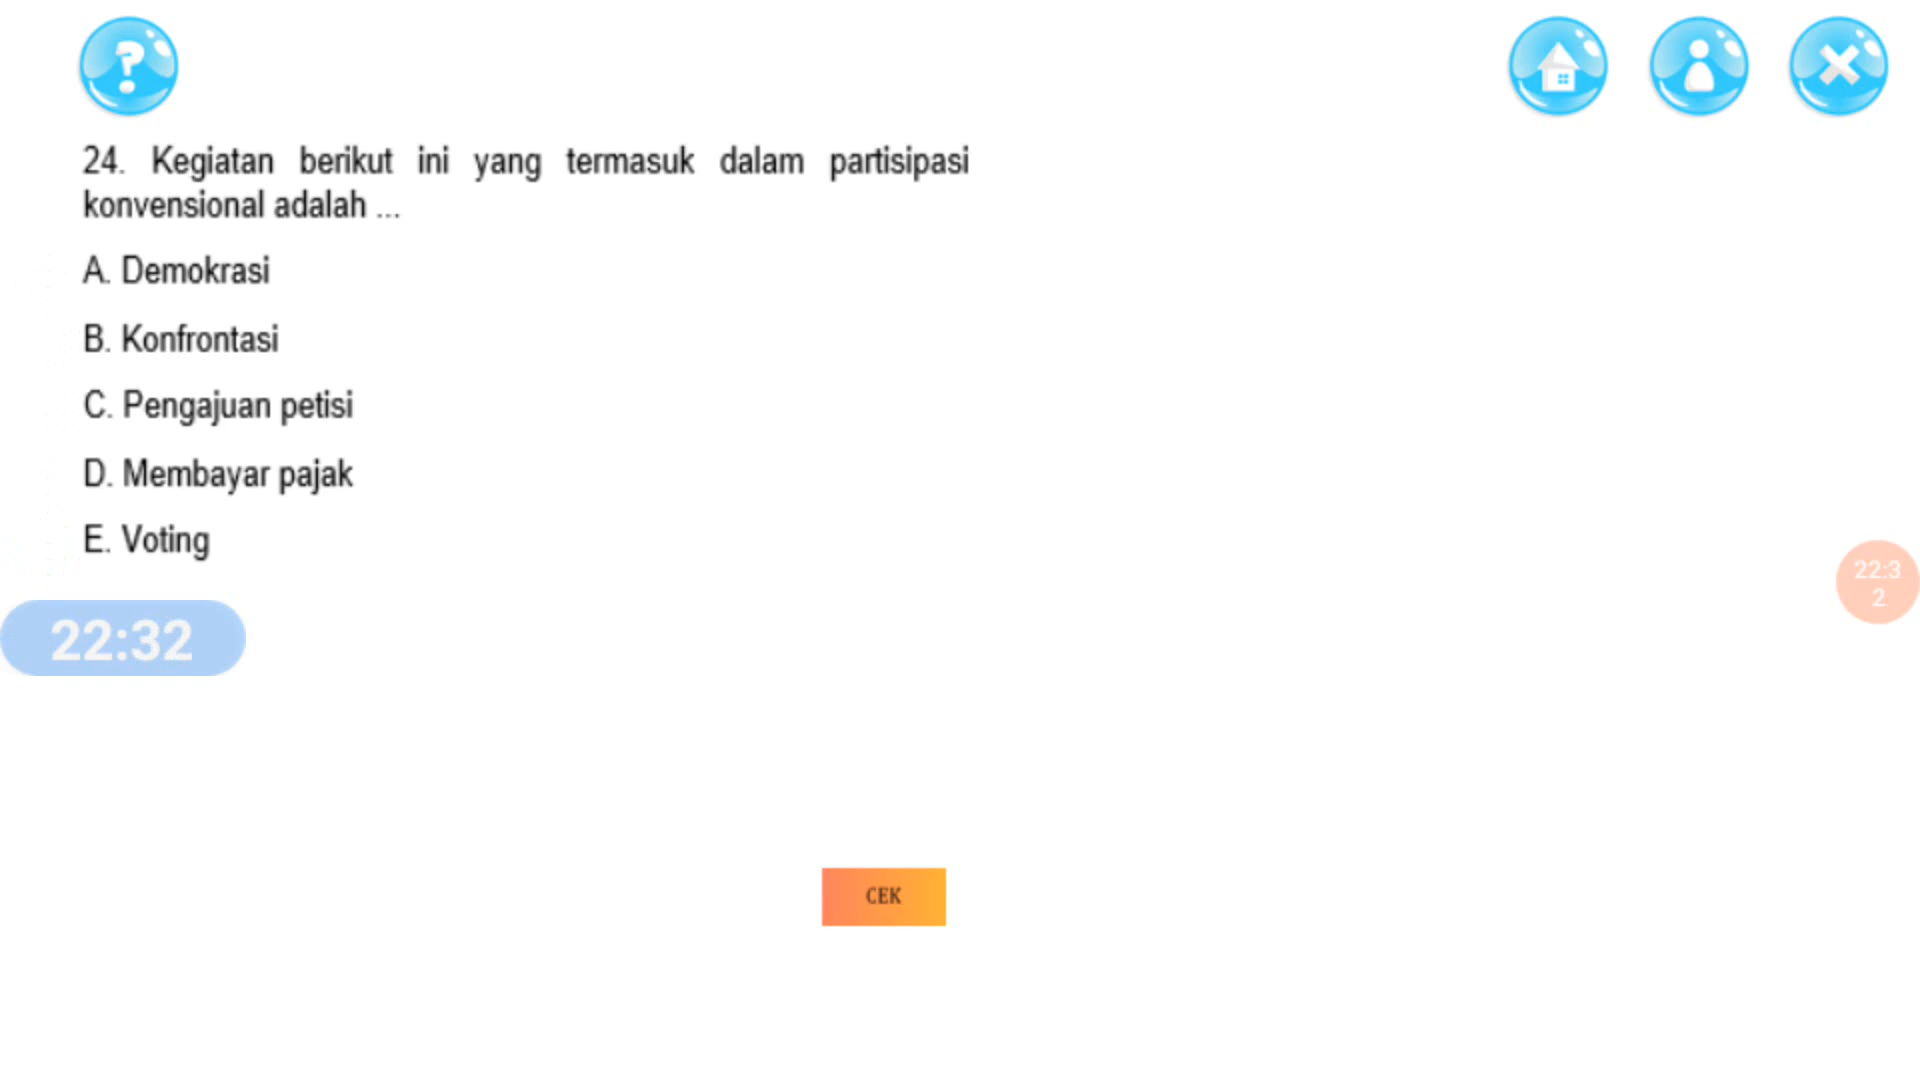 24. Kegiatan berikut ini yang termasuk dalam partisipasi
konvensional adalah ...
A. Demokrasi
B. Konfrontasi
C. Pengajuan petisi
D. Membayar pajak
E. Voting
22:3
2
22:32
CEK